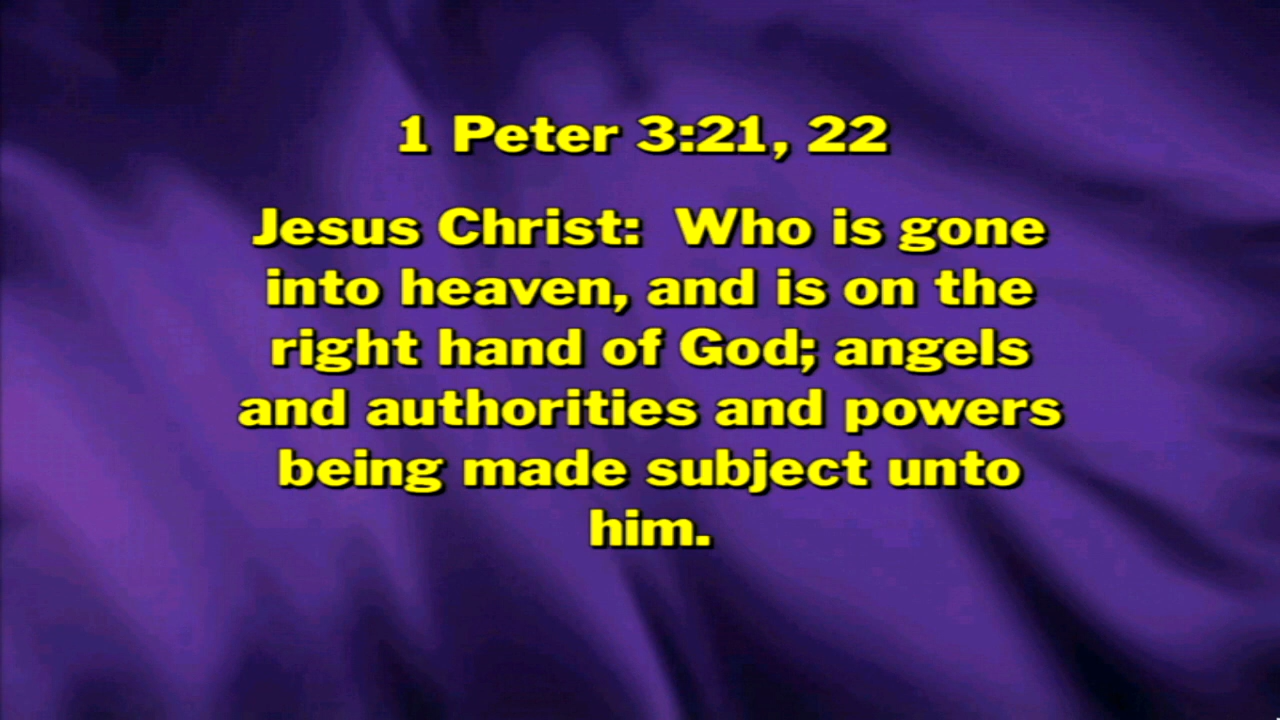 1 Peter 3:21, 22
Jesus Christ:  Who is gone
into heaven, and is on the
right hand of God; angels
and authorities and powers
being made subject unto
him.